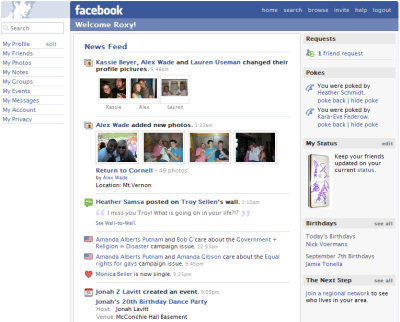 facebook
home search browse invite help logout
Welcome Roxy!
Search
My Profile edit
My Friends
My Photos
My Notes
My Groups
My Events
My Messages
My Account
My Privacy
News Feed
Kassie Beyer, Alex Wade and Lauren Useman changed their
profile pictures. 5:46am
Kassie Alex Lauren
Alex Wade added new photos. 5:33am
Return to Cornell - 49 photos
by Alex Wade
Location: Mt.Vernon
Heather Samsa posted on Troy Sellen's wall. 3:13am
I miss you Troy! What is going on in your life?!?
See Wall-to-Wall
Amanda Alberts Putnam and Bob G care about the Government +
Religion = Disaster campaign issue.
Amanda Alberts Putnam and Amanda Gibson care about the Equal
rights for gays campaign issue.
Monica Beller is now single. 9:25pm
Jonah Z Lavitt created an event. 9:05pm
Jonah's 20th Birthday Dance Party
Host: Jonah Lavitt
Venue: McConchie Hall Basement
Requests
1 friend request
Pokes
You were poked by
Heather Schmidt.
poke back | hide poke
You were poked by
Kara-Eve Federow.
poke back | hide poke
My Status edit
Keep your friends
updated on your
current status.
Birthdays see all
Today's Birthdays
Nick Voermans
September 7th Birthdays
Jamie Tonella
The Next Step see all
Join a regional network to see
who lives in your area.